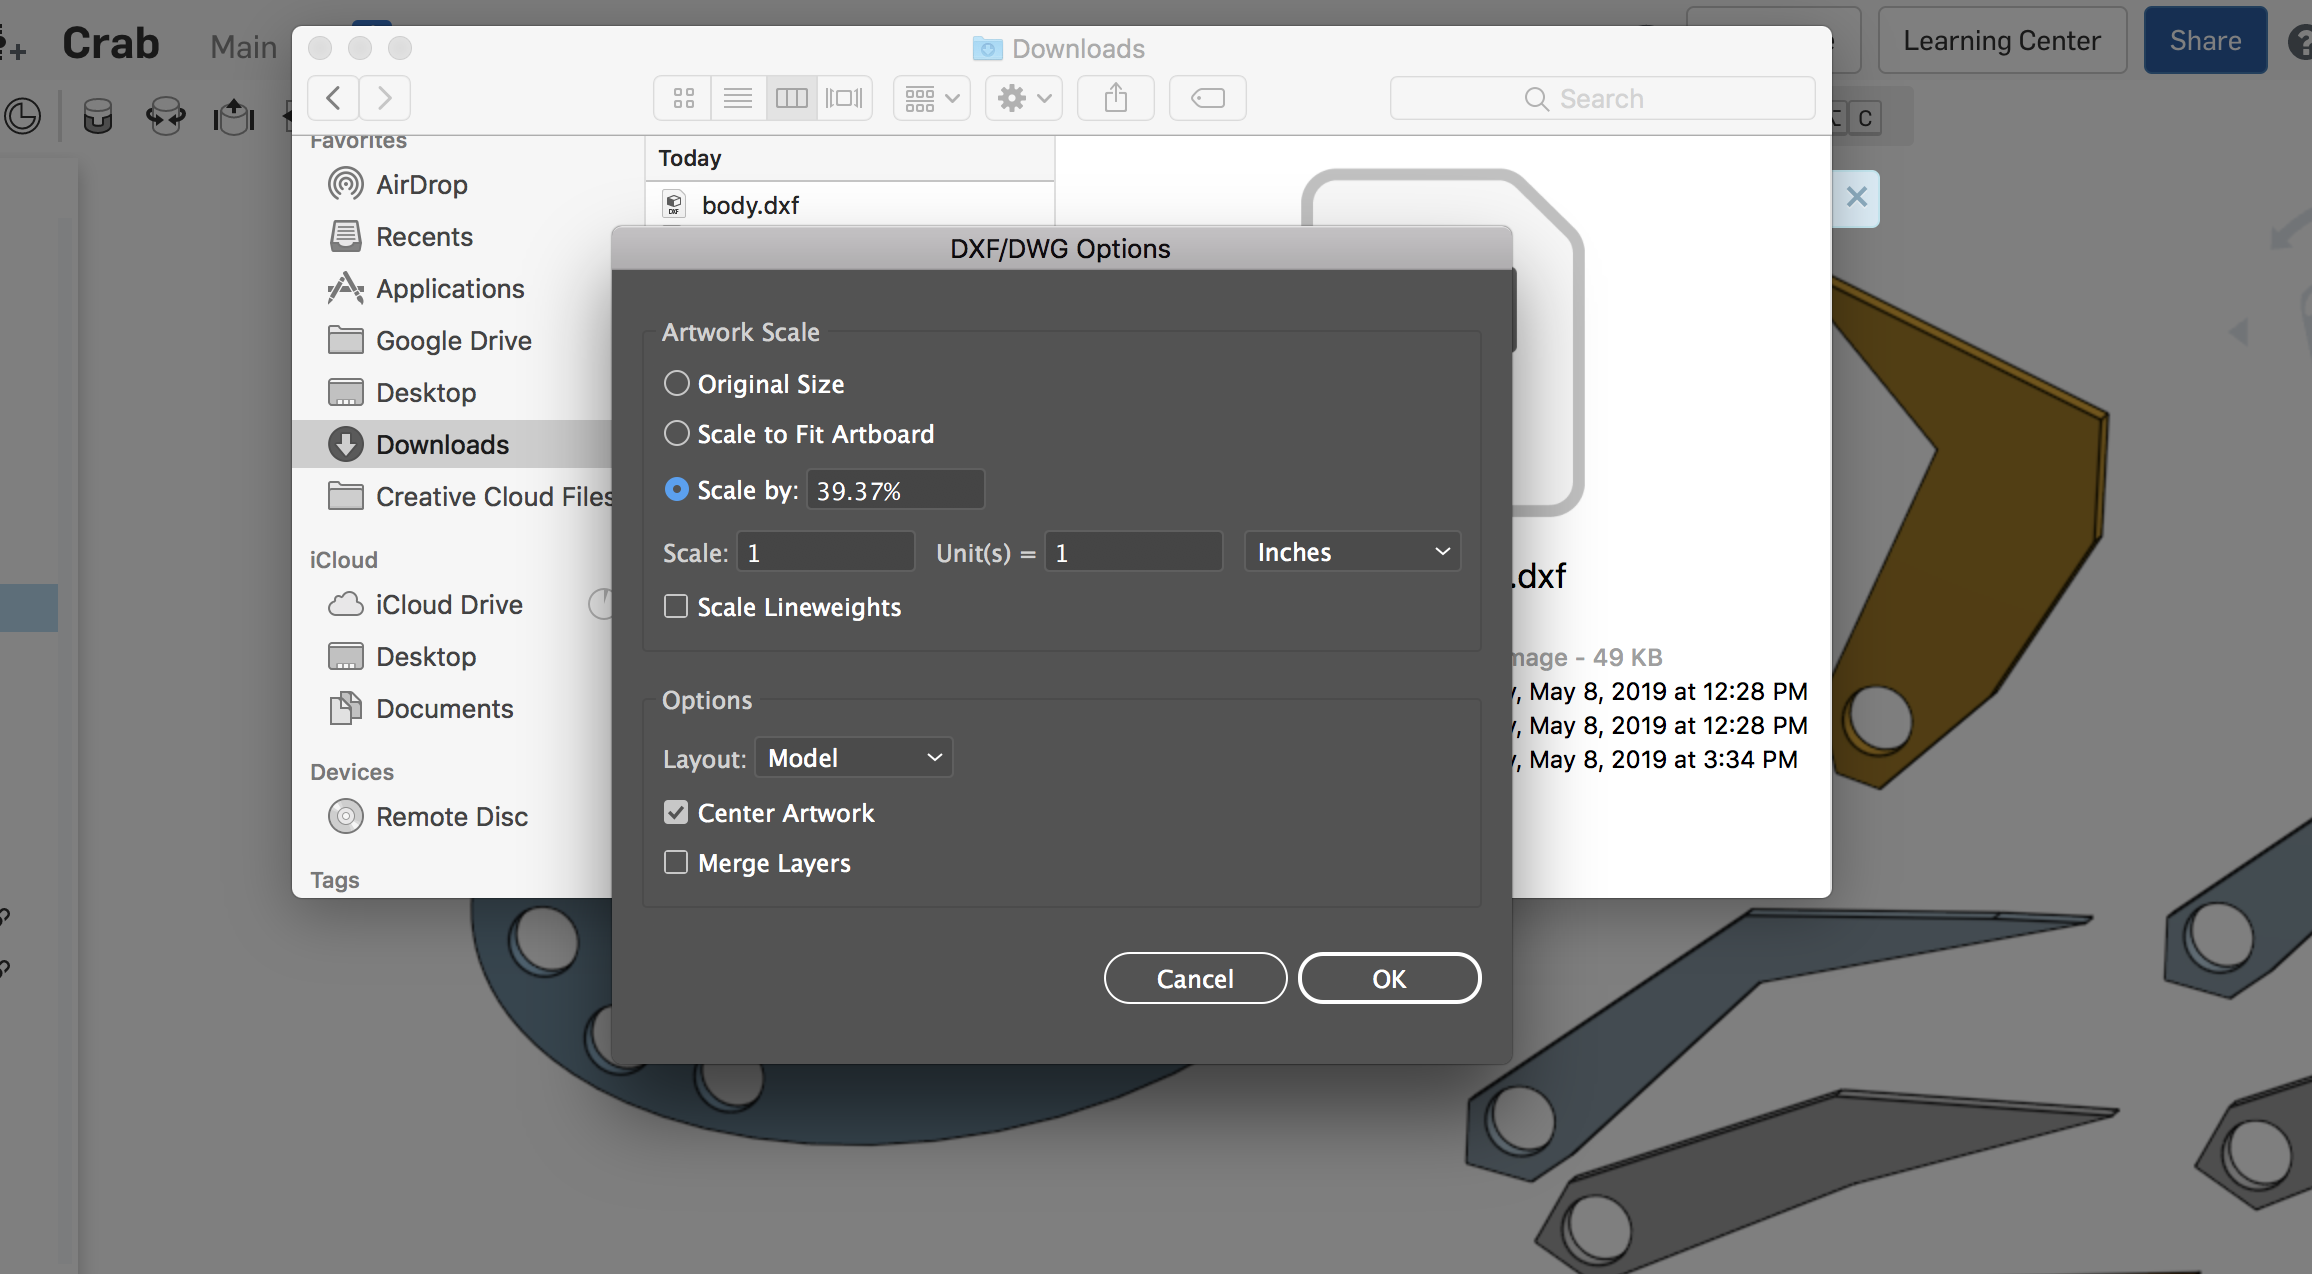 Crab Main
Downloads
Learning Center
Share
?
Search
C
Favorites
AirDrop
Recents
Applications
Google Drive
Desktop
Downloads
Creative Cloud Files
iCloud
iCloud Drive
Desktop
Documents
Devices
Remote Disc
Tags
Today
DXF
body.dxf
DXF/DWG Options
Artwork Scale
Original Size
Scale to Fit Artboard
Scale by: 39.37%
Scale: 1 Unit(s) = 1 Inches
Scale Lineweights
Options
Layout: Model
Center Artwork
Merge Layers
Cancel
OK
.dxf
mage - 49 KB
y, May 8, 2019 at 12:28 PM
y, May 8, 2019 at 12:28 PM
y, May 8, 2019 at 3:34 PM